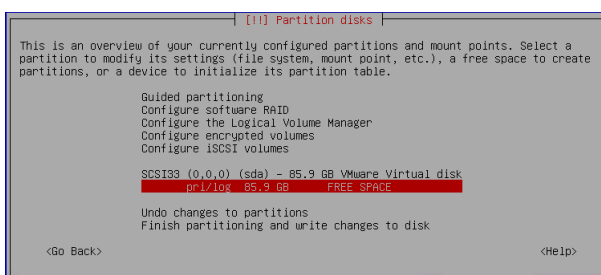 [!!] Partition disks
This is an overview of your currently configured partitions and mount points. Select a
partition to modify its settings (file system, mount point, etc.), a free space to create
partitions, or a device to initialize its partition table.
Guided partitioning
Configure software RAID
Configure the Logical Volume Manager
Configure encrypted volumes
Configure iSCSI volumes
SCSI33 (0,0,0) (sda) - 85.9 GB VMware Virtual disk
pri/log 85.9 GB FREE SPACE
Undo changes to partitions
Finish partitioning and write changes to disk
<Go Back> <Help>